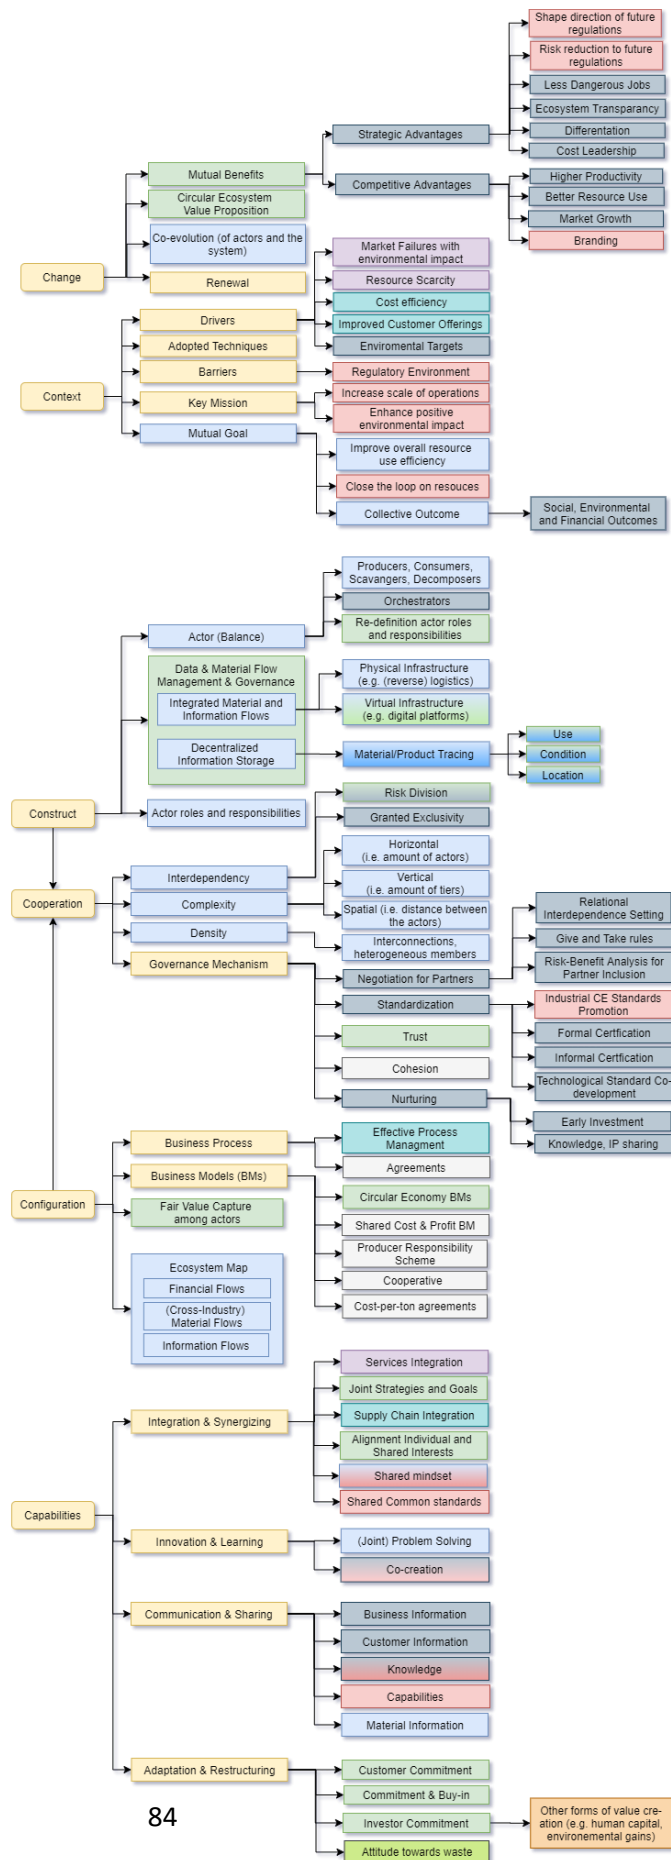 Shape direction of future
regulations
Risk reduction to future
regulations
Less Dangerous Jobs
Ecosystem Transparancy
Differentation
Cost Leadership
Strategic Advantages
Mutual Benefits
Competitive Advantages
Higher Productivity
Better Resource Use
Market Growth
Branding
Circular Ecosystem
Value Proposition
Co-evolution (of actors and the
system)
Change
Renewal
Market Failures with
environmental impact
Resource Scarcity
Cost efficiency
Improved Customer Offerings
Enviromental Targets
Drivers
Adopted Techniques
Barriers
Regulatory Environment
Context
Key Mission
Increase scale of operations
Enhance positive
environmental impact
Mutual Goal
Improve overall resource
use efficiency
Close the loop on resouces
Collective Outcome
Social, Environmental
and Financial Outcomes
Producers, Consumers,
Scavangers, Decomposers
Orchestrators
Re-definition actor roles
and responsibilities
Actor (Balance)
Data & Material Flow
Management & Governance
Integrated Material and
Information Flows
Physical Infrastructure
(e.g. (reverse) logistics)
Virtual Infrastructure
(e.g. digital platforms)
Decentralized
Information Storage
Material/Product Tracing
Use
Condition
Location
Construct
Actor roles and responsibilities
Risk Division
Granted Exclusivity
Horizontal
(i.e. amount of actors)
Vertical
(i.e. amount of tiers)
Spatial (i.e. distance between
the actors)
Interconnections,
heterogeneous members
Cooperation
Interdependency
Complexity
Density
Governance Mechanism
Negotiation for Partners
Relational
Interdependence Setting
Give and Take rules
Risk-Benefit Analysis for
Partner Inclusion
Standardization
Industrial CE Standards
Promotion
Formal Certfication
Informal Certfication
Technological Standard Co-
development
Trust
Cohesion
Nurturing
Early Investment
Knowledge, IP sharing
Configuration
Business Process
Effective Process
Managment
Agreements
Business Models (BMs)
Circular Economy BMs
Shared Cost & Profit BM
Producer Responsibility
Scheme
Cooperative
Cost-per-ton agreements
Fair Value Capture
among actors
Ecosystem Map
Financial Flows
(Cross-Industry)
Material Flows
Information Flows
Capabilities
Integration & Synergizing
Services Integration
Joint Strategies and Goals
Supply Chain Integration
Alignment Individual and
Shared Interests
Shared mindset
Shared Common standards
Innovation & Learning
(Joint) Problem Solving
Co-creation
Communication & Sharing
Business Information
Customer Information
Knowledge
Capabilities
Material Information
Adaptation & Restructuring
Customer Commitment
Commitment & Buy-in
Investor Commitment
Attitude towards waste
Other forms of value cre-
ation (e.g. human capital,
environemental gains)
84